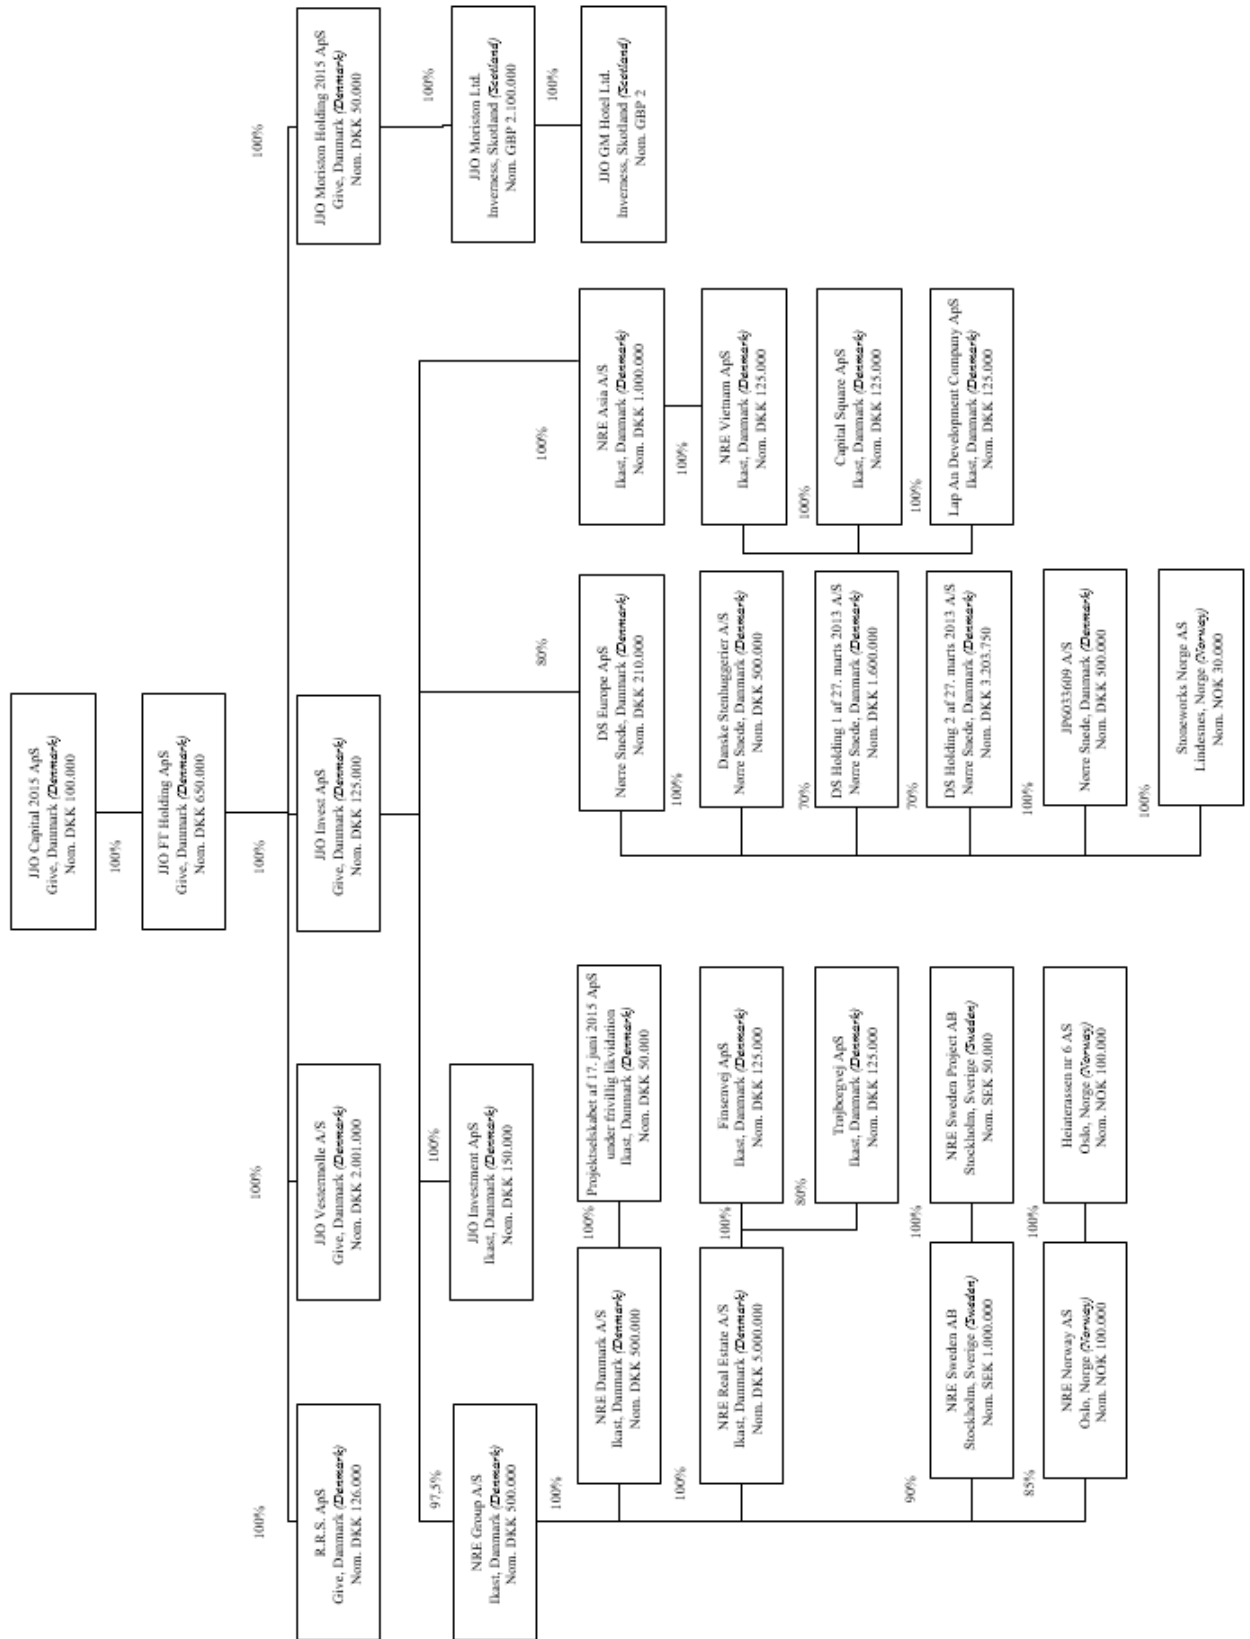 JJO Capital 2015 ApS
Give, Danmark (Denmark)
Nom. DKK 100.000
100%
JJO FT Holding ApS
Give, Danmark (Denmark)
Nom. DKK 650.000
100%
100%
100%
100%
R.R.S. ApS
Give, Danmark (Denmark)
Nom. DKK 126.000
JJO Vestermølle A/S
Give, Danmark (Denmark)
Nom. DKK 2.001.000
JJO Invest ApS
Give, Danmark (Denmark)
Nom. DKK 125.000
JJO Moriston Holding 2015 ApS
Give, Danmark (Denmark)
Nom. DKK 50.000
97,5%
100%
100%
NRE Group A/S
Ikast, Danmark (Denmark)
Nom. DKK 500.000
JJO Investment ApS
Ikast, Danmark (Denmark)
Nom. DKK 150.000
JJO Moriston Ltd.
Inverness, Skotland (Scotland)
Nom. GBP 2.100.000
100%
80%
100%
100%
NRE Danmark A/S
Ikast, Danmark (Denmark)
Nom. DKK 500.000
100%
Projektselskabet af 17. juni 2015 ApS
under frivillig likvidation
Ikast, Danmark (Denmark)
Nom. DKK 50.000
DS Europe ApS
Nørre Snede, Danmark (Denmark)
Nom. DKK 210.000
NRE Asia A/S
Ikast, Danmark (Denmark)
Nom. DKK 1.000.000
JJO GM Hotel Ltd.
Inverness, Skotland (Scotland)
Nom. GBP 2
100%
100%
100%
NRE Real Estate A/S
Ikast, Danmark (Denmark)
Nom. DKK 5.000.000
100%
Finsenvej ApS
Ikast, Danmark (Denmark)
Nom. DKK 125.000
Danske Stenhuggerier A/S
Nørre Snede, Danmark (Denmark)
Nom. DKK 500.000
NRE Vietnam ApS
Ikast, Danmark (Denmark)
Nom. DKK 125.000
80%
70%
100%
Trøjborgvej ApS
Ikast, Danmark (Denmark)
Nom. DKK 125.000
DS Holding 1 af 27. marts 2013 A/S
Nørre Snede, Danmark (Denmark)
Nom. DKK 1.600.000
Capital Square ApS
Ikast, Danmark (Denmark)
Nom. DKK 125.000
90%
100%
70%
100%
NRE Sweden AB
Stockholm, Sverige (Sweden)
Nom. SEK 1.000.000
NRE Sweden Project AB
Stockholm, Sverige (Sweden)
Nom. SEK 50.000
DS Holding 2 af 27. marts 2013 A/S
Nørre Snede, Danmark (Denmark)
Nom. DKK 3.203.750
Lap An Development Company ApS
Ikast, Danmark (Denmark)
Nom. DKK 125.000
85%
100%
100%
NRE Norway AS
Oslo, Norge (Norway)
Nom. NOK 100.000
Heiaterassen nr 6 AS
Oslo, Norge (Norway)
Nom. NOK 100.000
JP6033609 A/S
Nørre Snede, Danmark (Denmark)
Nom. DKK 500.000
100%
Stoneworks Norge AS
Lindesnes, Norge (Norway)
Nom. NOK 30.000